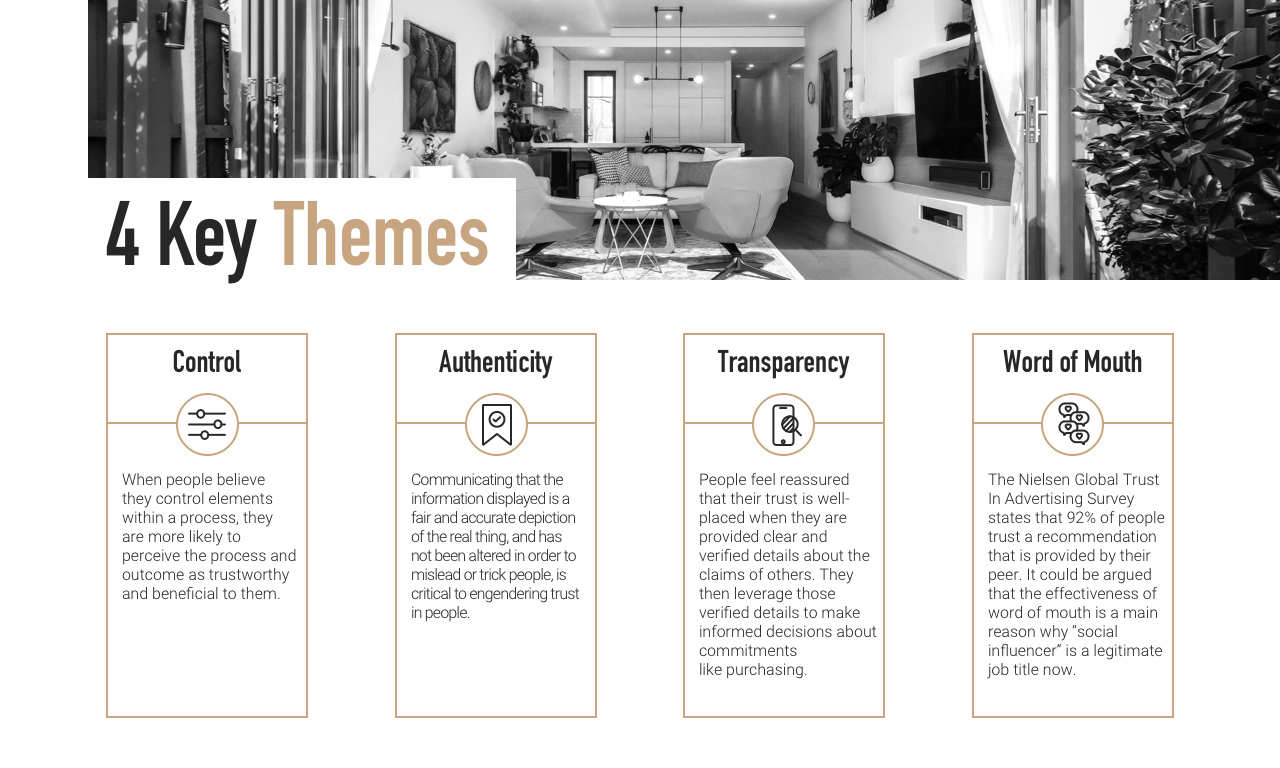 4 Key Themes
Control
When people believe
they control elements
within a process, they
are more likely to
perceive the process and
outcome as trustworthy
and beneficial to them.
Authenticity
Communicating that the
information displayed is a
fair and accurate depiction
of the real thing, and has
not been altered in order to
mislead or trick people, is
critical to engendering trust
in people.
Transparency
People feel reassured
that their trust is well-
placed when they are
provided clear and
verified details about the
claims of others. They
then leverage those
verified details to make
informed decisions about
commitments
like purchasing.
Word of Mouth
The Nielsen Global Trust
In Advertising Survey
states that 92% of people
trust a recommendation
that is provided by their
peer. It could be argued
that the effectiveness of
word of mouth is a main
reason why “social
influencer” is a legitimate
job title now.